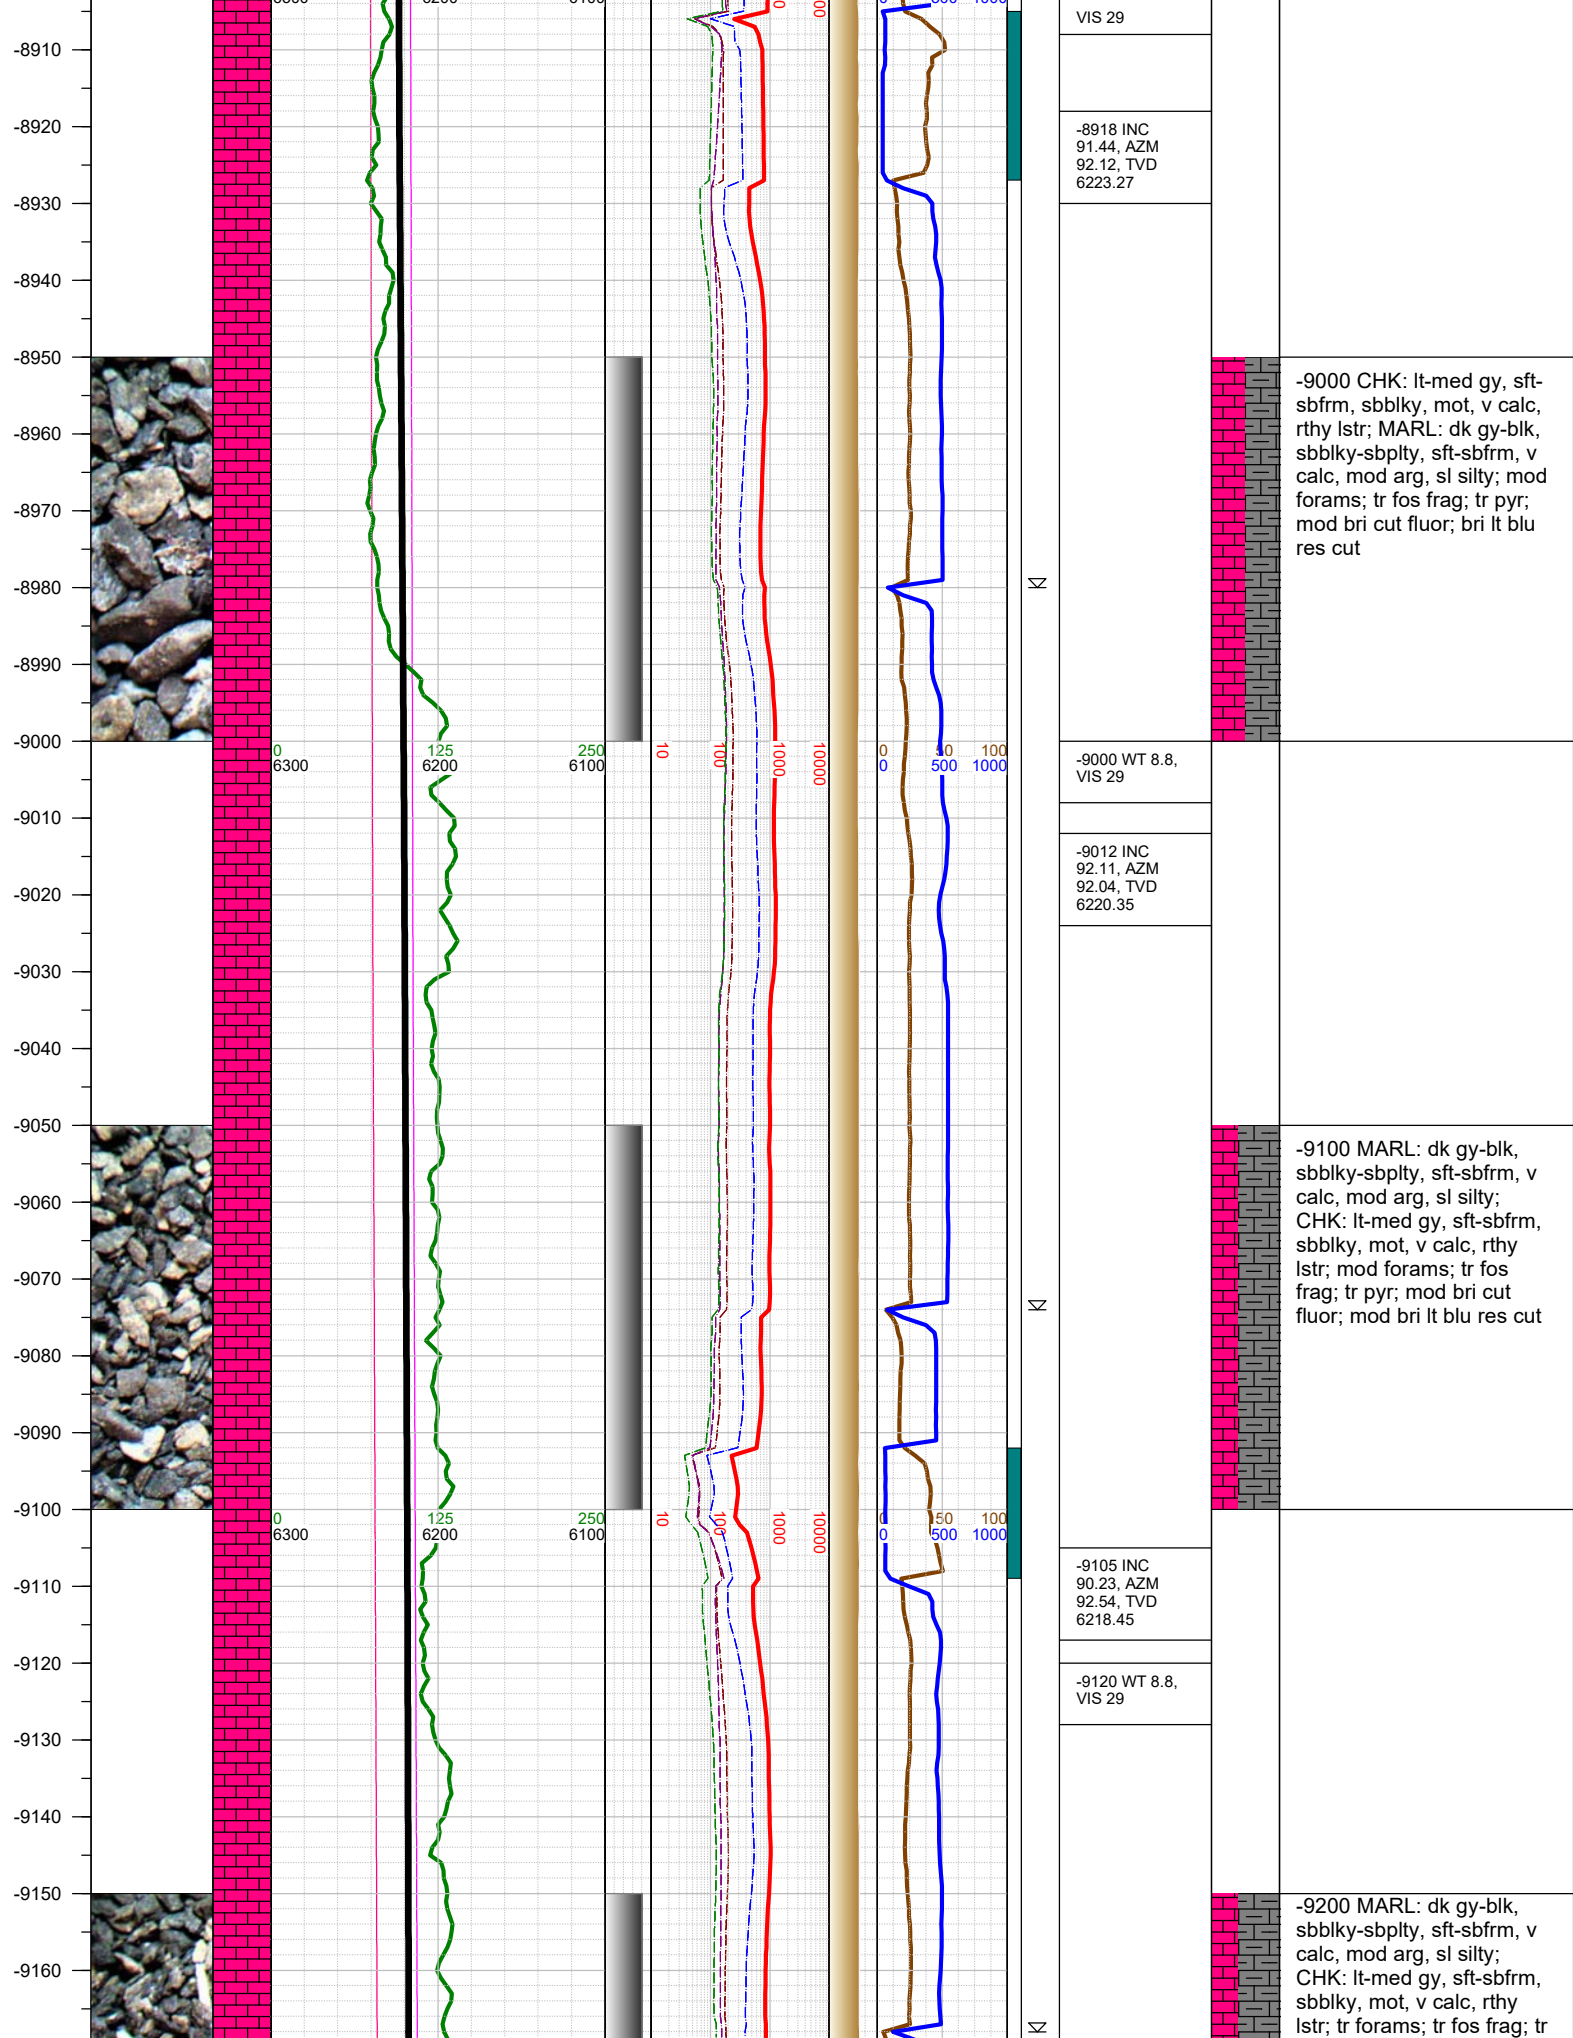 VIS 29
-8910
-8920
-8918 INC
91.44, AZM
92.12, TVD
6223.27
-8930
-8940
-8950
-9000 CHK: lt-med gy, sft-
sbfrm, sbblky, mot, v calc,
rthy lstr; MARL: dk gy-blk,
sbblky-sbplty, sft-sbfrm, v
calc, mod arg, sl silty; mod
forams; tr fos frag; tr pyr;
mod bri cut fluor; bri lt blu
res cut
-8960
-8970
-8980
-8990
-9000
0 125 250
6300 6200 6100
10 100 1000 10000
0 50 100
0 500 1000
-9000 WT 8.8,
VIS 29
-9010
-9012 INC
92.11, AZM
92.04, TVD
6220.35
-9020
-9030
-9040
-9050
-9100 MARL: dk gy-blk,
sbblky-sbplty, sft-sbfrm, v
calc, mod arg, sl silty;
CHK: lt-med gy, sft-sbfrm,
sbblky, mot, v calc, rthy
lstr; mod forams; tr fos
frag; tr pyr; mod bri cut
fluor; mod bri lt blu res cut
-9060
-9070
-9080
-9090
-9100
0 125 250
6300 6200 6100
10 100 1000 10000
0 50 100
0 500 1000
-9105 INC
90.23, AZM
92.54, TVD
6218.45
-9110
-9120
-9120 WT 8.8,
VIS 29
-9130
-9140
-9150
-9200 MARL: dk gy-blk,
sbblky-sbplty, sft-sbfrm, v
calc, mod arg, sl silty;
CHK: lt-med gy, sft-sbfrm,
sbblky, mot, v calc, rthy
lstr; tr forams; tr fos frag; tr
-9160